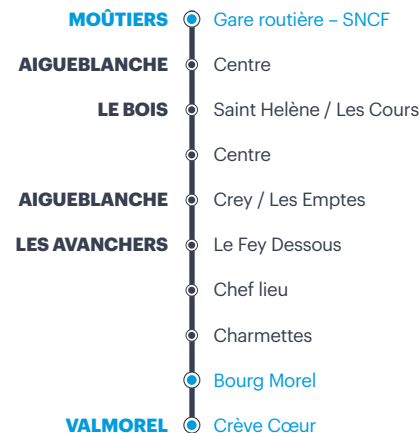 MOÛTIERS Gare routière – SNCF
AIGUEBLANCHE Centre
LE BOIS Saint Helène / Les Cours
Centre
AIGUEBLANCHE Crey / Les Emptes
LES AVANCHERS Le Fey Dessous
Chef lieu
Charmettes
Bourg Morel
VALMOREL Crève Cœur